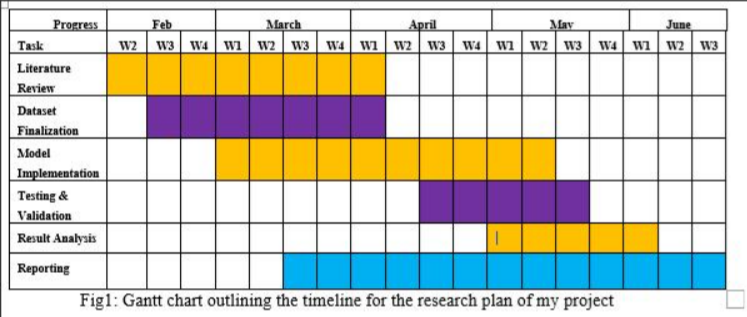 Progress Feb March April May June
Task W2 W3 W4 W1 W2 W3 W4 W1 W2 W3 W4 W1 W2 W3 W4 W1 W2 W3
Literature
Review
Dataset
Finalization
Model
Implementation
Testing &
Validation
Result Analysis
Reporting
Fig1: Gantt chart outlining the timeline for the research plan of my project